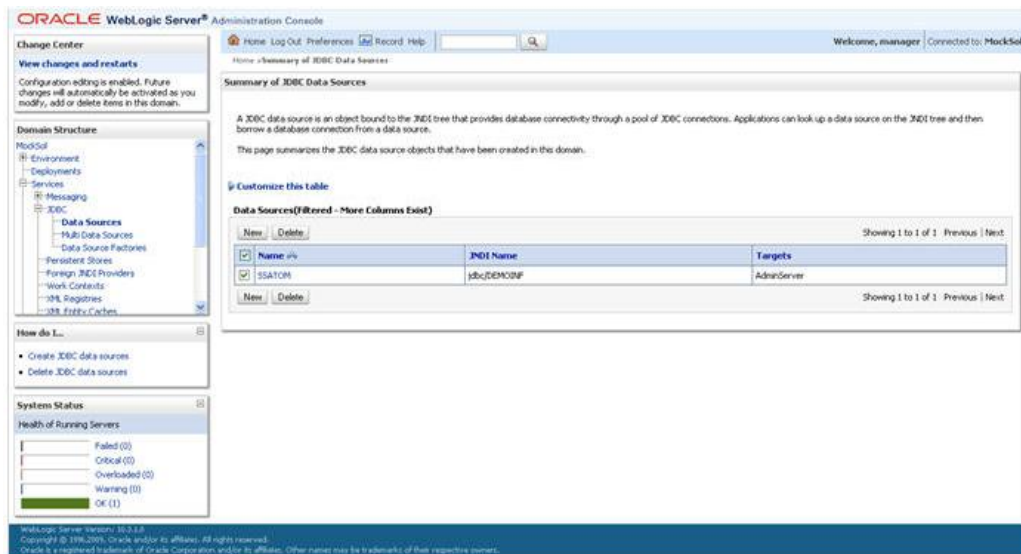 ORACLE WebLogic Server® Administration Console
Change Center
View changes and restarts
Configuration editing is enabled. Future
changes will automatically be activated as you
modify, add or delete items in this domain.
Domain Structure
MockSol
Environment
Deployments
Services
Messaging
JDBC
Data Sources
Multi Data Sources
Data Source Factories
Persistent Stores
Foreign JNDI Providers
Work Contexts
XML Registries
XML Entity Caches
How do I...
Create JDBC data sources
Delete JDBC data sources
System Status
Health of Running Servers
Failed (0)
Critical (0)
Overloaded (0)
Warning (0)
OK (1)
Home Log Out Preferences Record Help
Welcome, manager Connected to: MockSol
Home >Summary of JDBC Data Sources
Summary of JDBC Data Sources
A JDBC data source is an object bound to the JNDI tree that provides database connectivity through a pool of JDBC connections. Applications can look up a data source on the JNDI tree and then
borrow a database connection from a data source.
This page summarizes the JDBC data source objects that have been created in this domain.
Customize this table
Data Sources(Filtered - More Columns Exist)
New Delete Showing 1 to 1 of 1 Previous | Next
Name JNDI Name Targets
SSATOM jdbc/DEMOINF AdminServer
New Delete Showing 1 to 1 of 1 Previous | Next
WebLogic Server Version: 10.3.1.0
Copyright © 1996,2009, Oracle and/or its affiliates. All rights reserved.
Oracle is a registered trademark of Oracle Corporation and/or its affiliates. Other names may be trademarks of their respective owners.